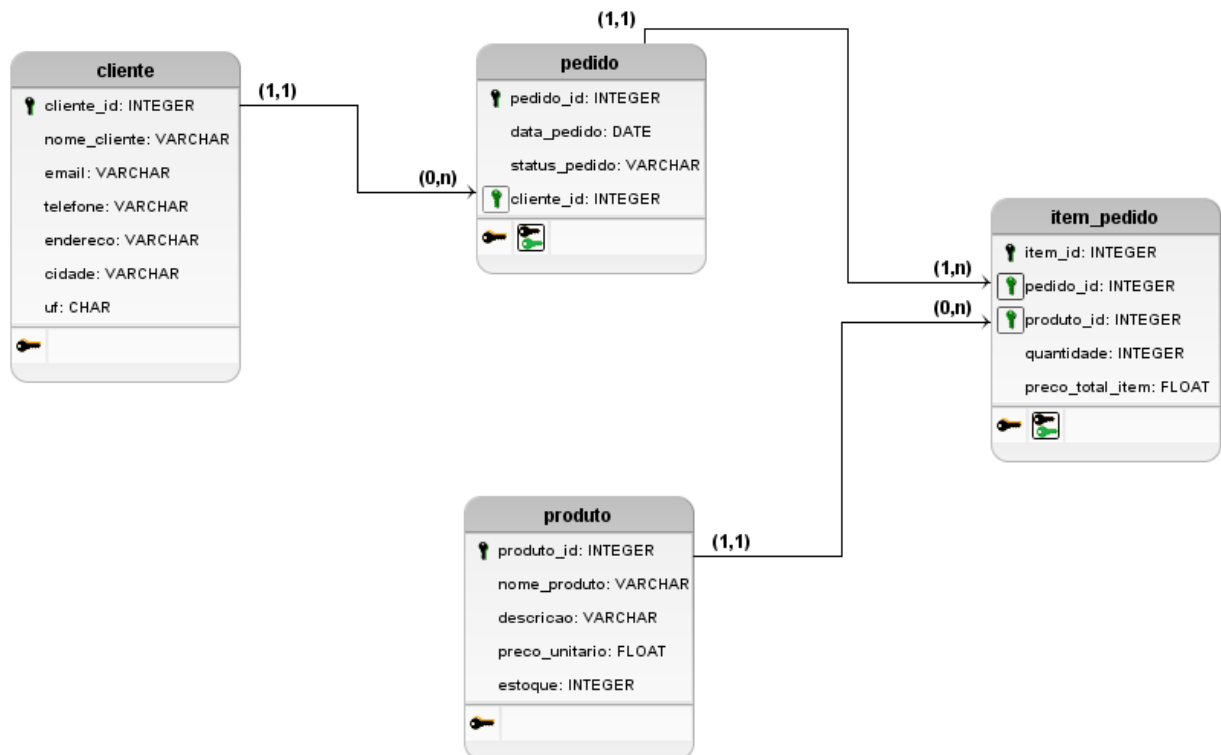 cliente
cliente_id: INTEGER
nome_cliente: VARCHAR
email: VARCHAR
telefone: VARCHAR
endereco: VARCHAR
cidade: VARCHAR
uf: CHAR
(1,1)
(0,n)
pedido
pedido_id: INTEGER
data_pedido: DATE
status_pedido: VARCHAR
cliente_id: INTEGER
(1,1)
(1,n)
(0,n)
item_pedido
item_id: INTEGER
pedido_id: INTEGER
produto_id: INTEGER
quantidade: INTEGER
preco_total_item: FLOAT
produto
produto_id: INTEGER
nome_produto: VARCHAR
descricao: VARCHAR
preco_unitario: FLOAT
estoque: INTEGER
(1,1)